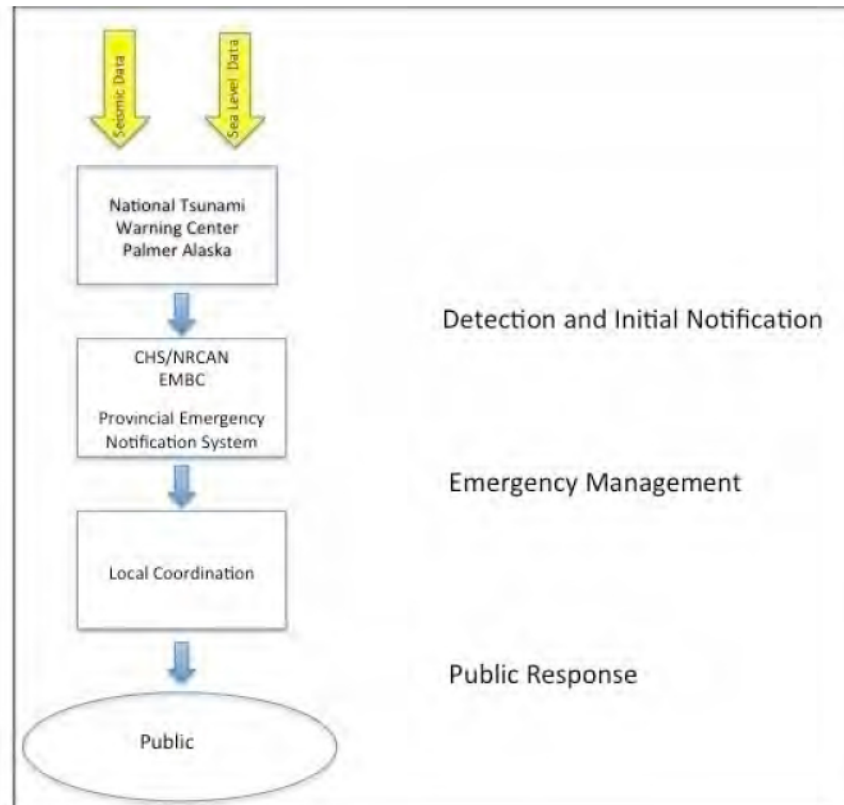 Seismic Data
Sea Level Data
National Tsunami
Warning Center
Palmer Alaska
Detection and Initial Notification
CHS/NRCAN
EMBC
Provincial Emergency
Notification System
Emergency Management
Local Coordination
Public Response
Public